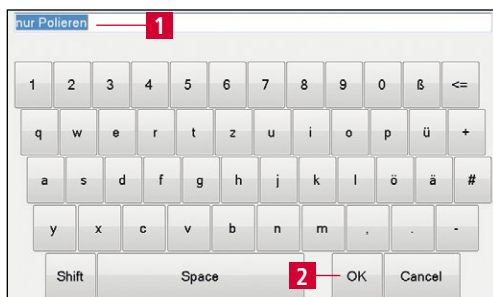 nur Polieren 1
1 2 3 4 5 6 7 8 9 0 ß <=
q w e r t z u i o p ü +
a s d f g h j k l ö ä #
y x c v b n m , . -
Shift Space 2 OK Cancel